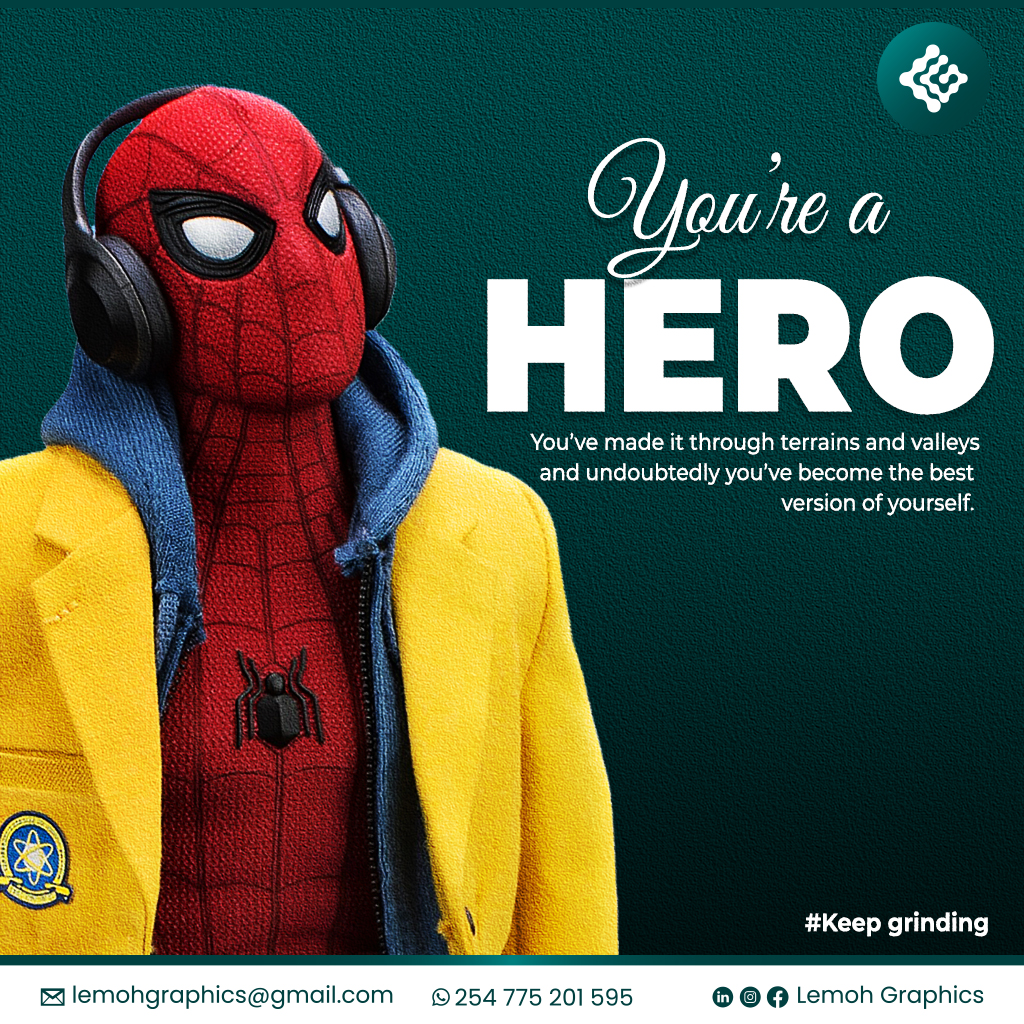 You're a
HERO
You've made it through terrains and valleys
and undoubtedly you've become the best
version of yourself.
#Keep grinding
lemohgraphics@gmail.com 254 775 201 595 Lemoh Graphics